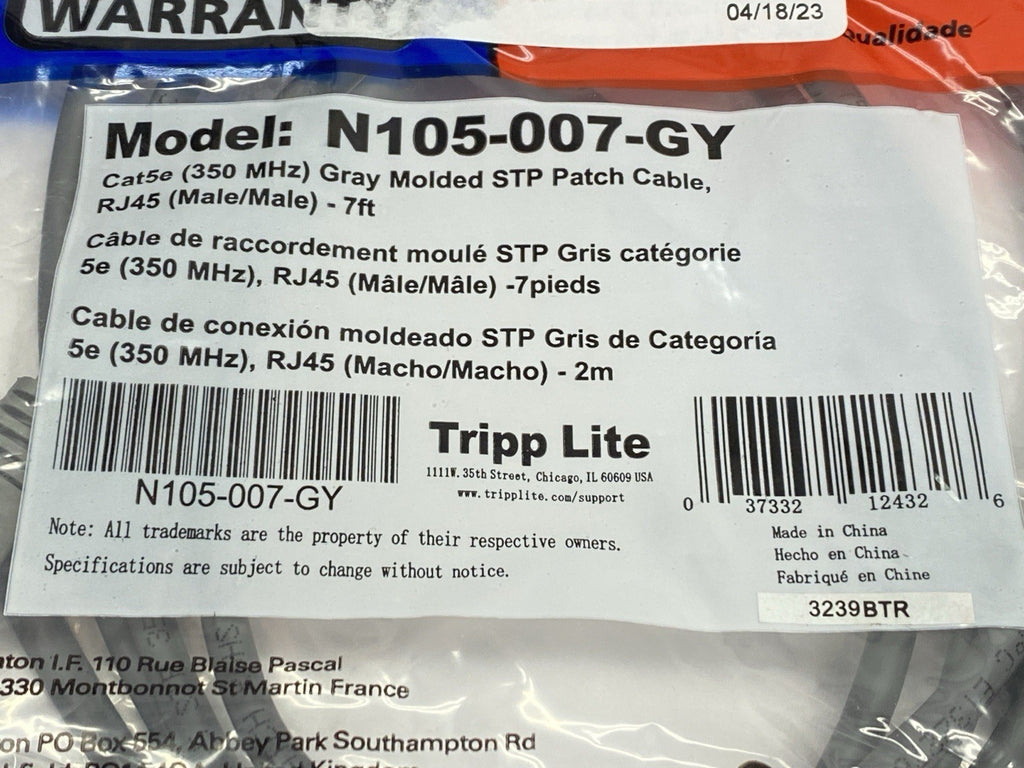 04/18/23
Qualidade
Model: N105-007-GY
Cat5e (350 MHz) Gray Molded STP Patch Cable,
RJ45 (Male/Male) - 7ft
Câble de raccordement moulé STP Gris catégorie
5e (350 MHz), RJ45 (Mâle/Mâle) -7pieds
Cable de conexión moldeado STP Gris de Categoría
5e (350 MHz), RJ45 (Macho/Macho) - 2m
N105-007-GY
Tripp Lite
1111W. 35th Street, Chicago, IL 60609 USA
www.tripplite.com/support
0 37332 12432 6
Note: All trademarks are the property of their respective owners.
Specifications are subject to change without notice.
Made in China
Hecho en China
Fabriqué en Chine
3239BTR
I.F. 110 Rue Blaise Pascal
330 Montbonnot St Martin France
PO Box 554, Abbey Park Southampton Rd